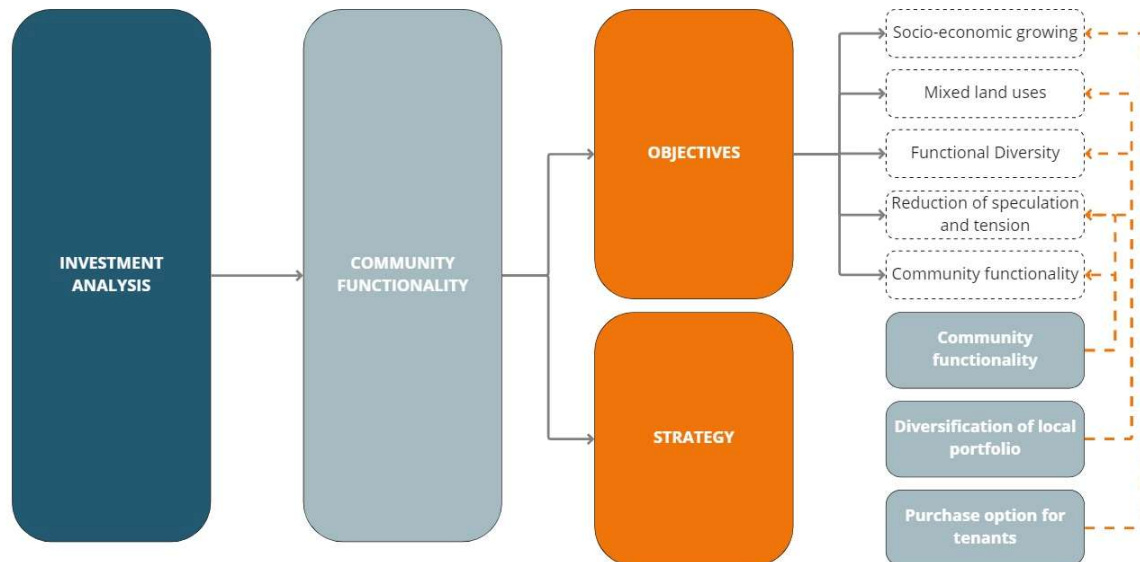 INVESTMENT
ANALYSIS
COMMUNITY
FUNCTIONALITY
OBJECTIVES
STRATEGY
Socio-economic growing
Mixed land uses
Functional Diversity
Reduction of speculation
and tension
Community functionality
Community
functionality
Diversification of local
portfolio
Purchase option for
tenants